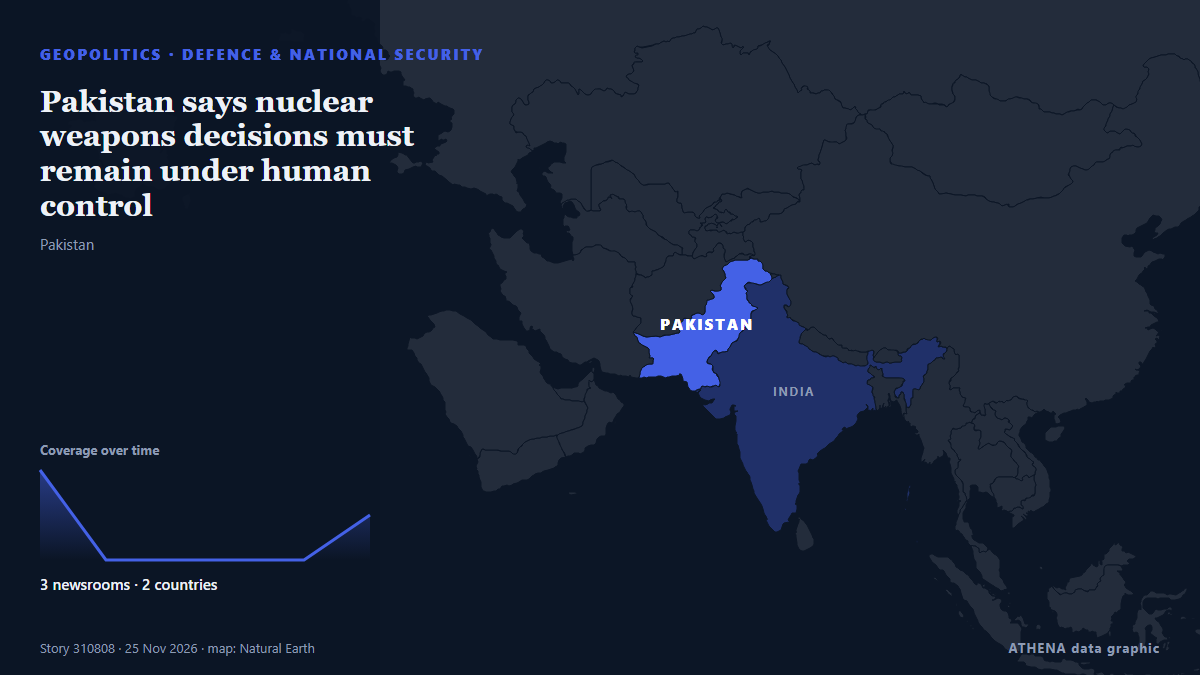 GEOPOLITICS · DEFENCE & NATIONAL SECURITY
Pakistan says nuclear
weapons decisions must
remain under human
control
Pakistan
PAKISTAN
INDIA
Coverage over time
3 newsrooms · 2 countries
Story 310808 · 25 Nov 2026 · map: Natural Earth
ATHENA data graphic